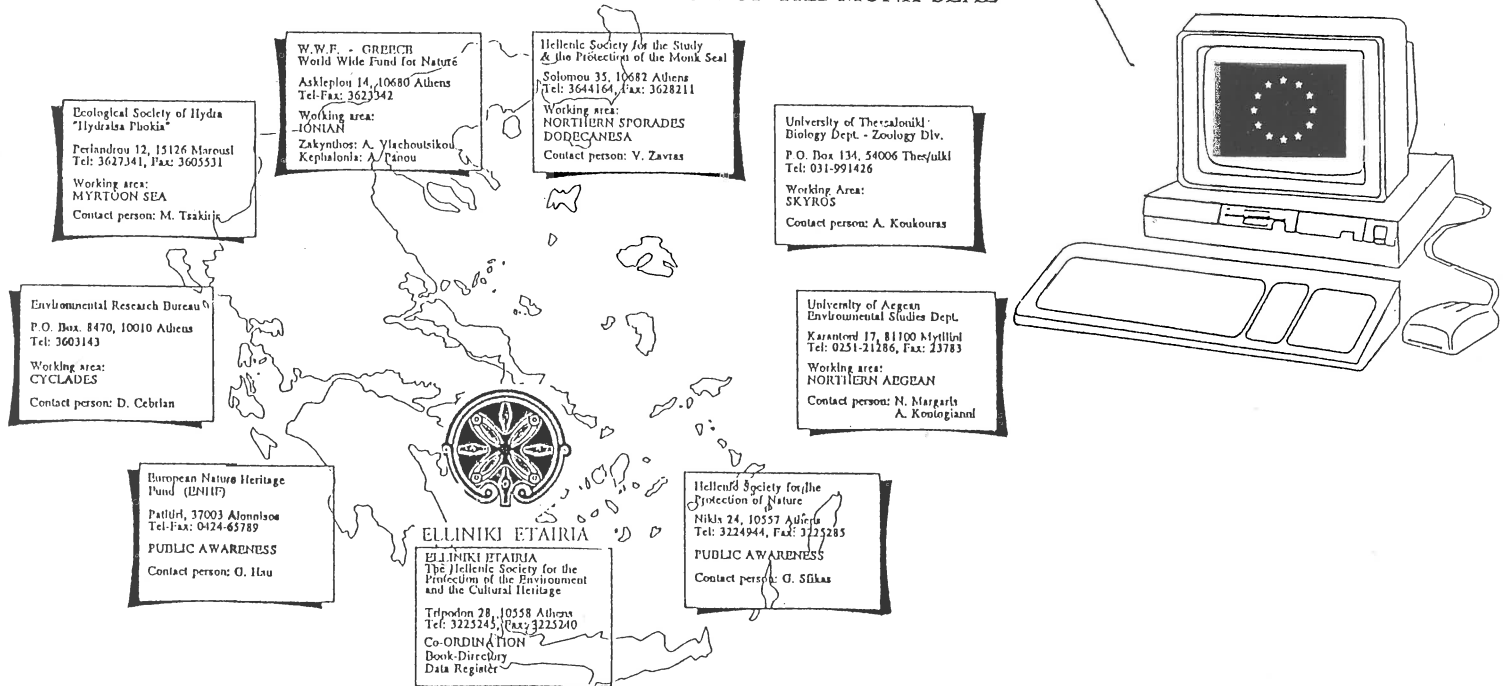 MONK SEAL
W.W.F. - GREECE
World Wide Fund for Nature
Asklepiou 14, 10680 Athens
Tel-Fax: 3623342
Working area:
IONIAN
Zakynthos: A. Vlachoutsikou
Kephalonia: A. Panou
Hellenic Society for the Study
& the Protection of the Monk Seal
Solomou 35, 10682 Athens
Tel: 3644164, Fax: 3628211
Working area:
NORTHERN SPORADES
DODECANESA
Contact person: V. Zavras
Ecological Society of Hydra
"Hydraisa Phokia"
Periandrou 12, 15126 Marousi
Tel: 3627341, Fax: 3605531
Working area:
MYRTOON SEA
Contact person: M. Tsakiris
University of Thessaloniki
Biology Dept. - Zoology Div.
P.O. Box 134, 54006 Thes/niki
Tel: 031-991426
Working Area:
SKYROS
Contact person: A. Koukouras
Environmental Research Bureau
P.O. Box. 8470, 10010 Athens
Tel: 3603143
Working area:
CYCLADES
Contact person: D. Cebrian
University of Aegean
Environmental Studies Dept.
17, 81100 Mytilini
Tel: 0251-21286, Fax: 23783
Working area:
NORTHERN AEGEAN
Contact person: N. Margaris
A. Koutogianni
European Nature Heritage
Fund (ENHF)
Patitiri, 37003 Alonnisos
Tel-Fax: 0424-65789
PUBLIC AWARENESS
Contact person: G. Hau
Hellenic Society for the
Protection of Nature
Nikis 24, 10557 Athens
Tel: 3224944, Fax: 3225285
PUBLIC AWARENESS
Contact person: G. Sfikas
ELLINIKI ETAIRIA
ELLINIKI ETAIRIA
The Hellenic Society for the
Protection of the Environment
and the Cultural Heritage
Tripodon 28, 10558 Athens
Tel: 3225245, Fax: 3225240
Co-ORDINATION
Book-Directory
Data Register